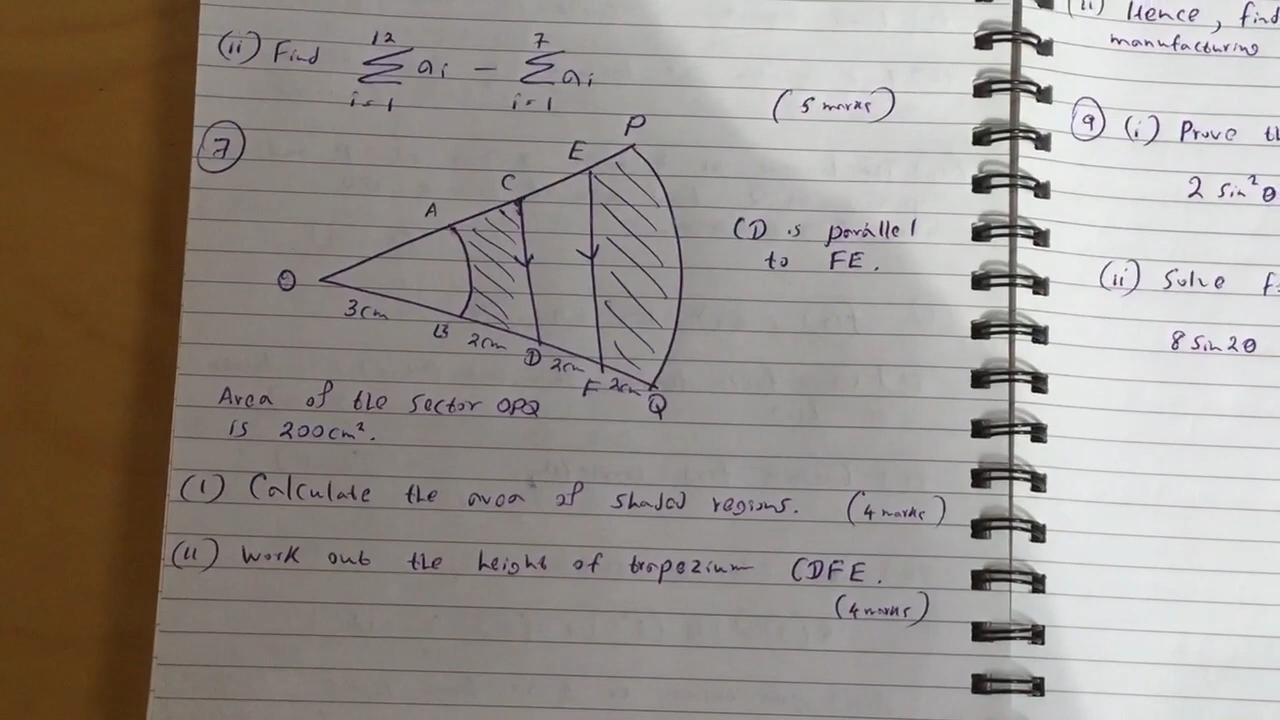 (ii) Find 12 Σ i=1 ai - 7 Σ i=1 ai
(5 marks)
7
P
E
C
A
O
3cm
B
2cm
D
2cm
F
2cm
Q
CD is parallel
to FE.
Area of the sector OPQ
is 200cm².
(i) Calculate the area of shaded regions. (4 marks)
(ii) Work out the height of trapezium CDFE.
(4 marks)
(ii) Hence, find
manufacturing
9 (i) Prove th
2 sin²θ
(ii) Solve f
8 sin2θ